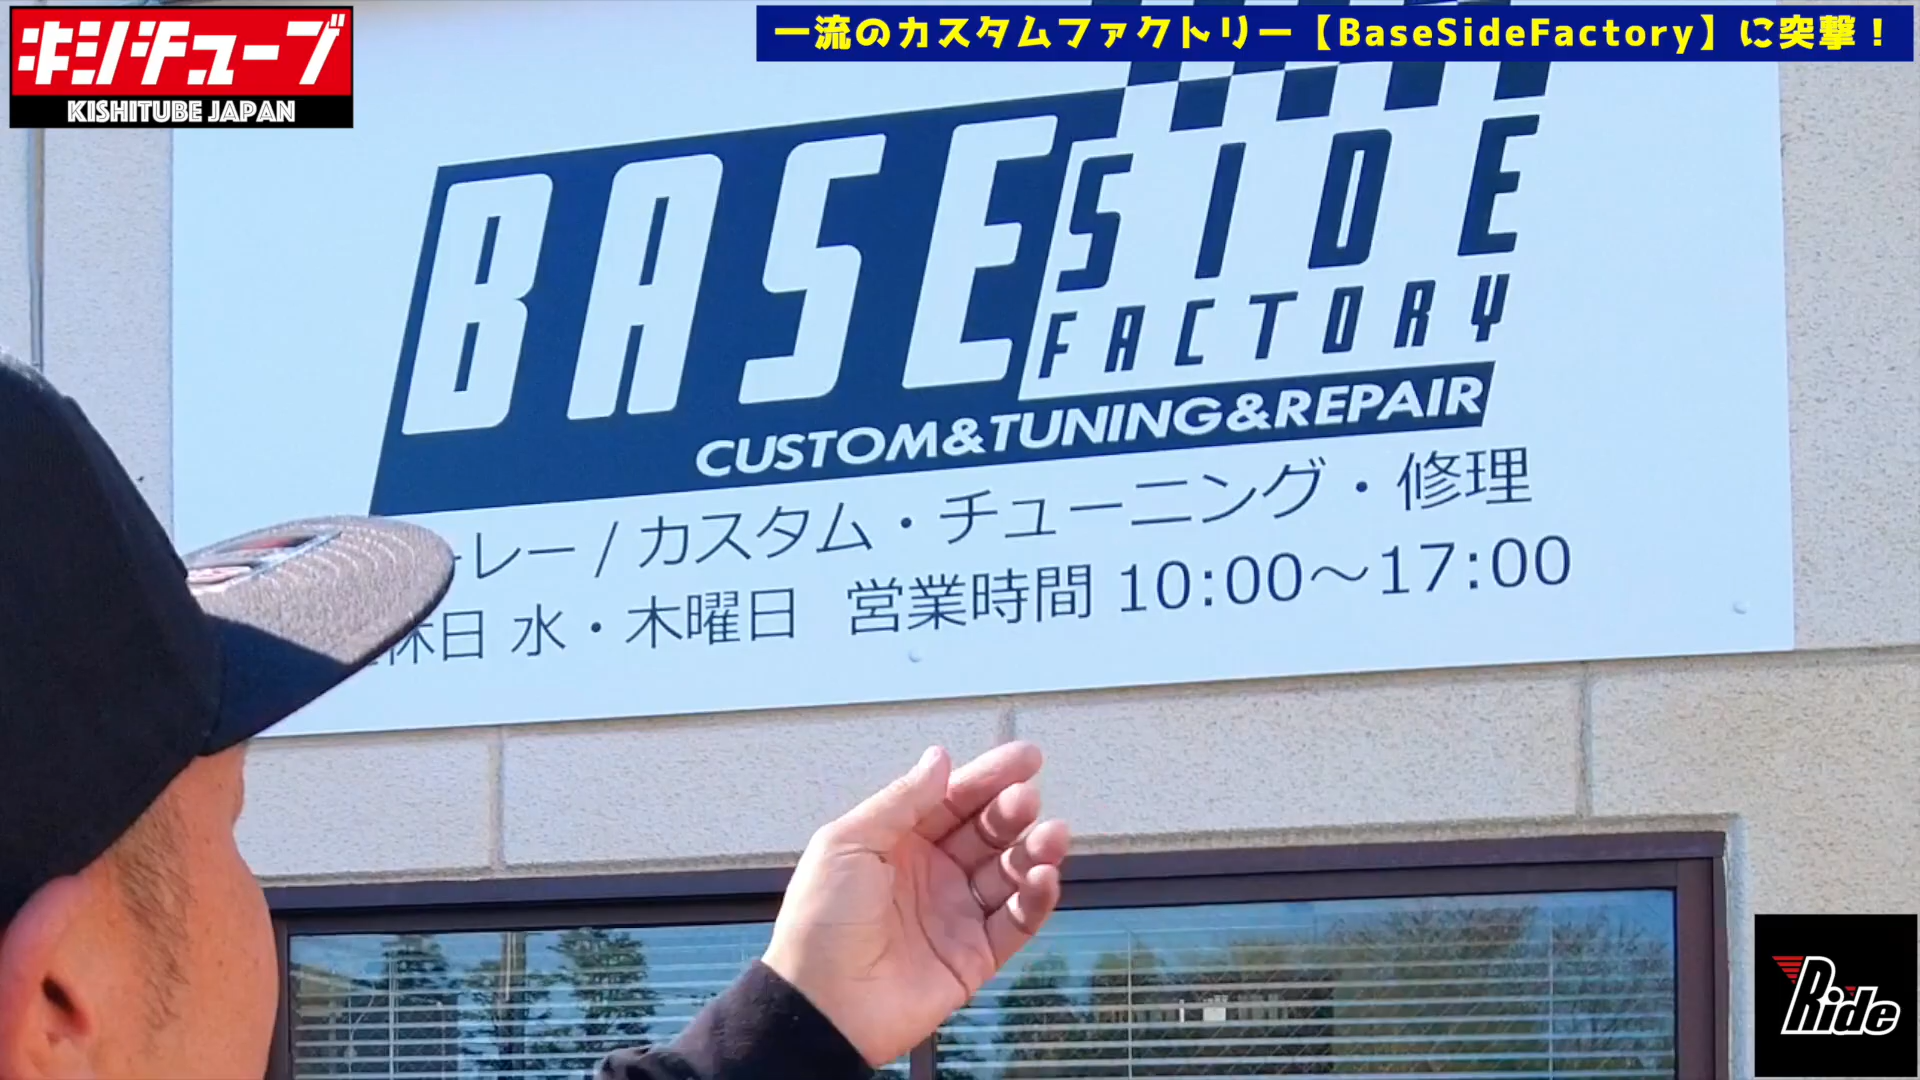 キシチューブ
KISHITUBE JAPAN
一流のカスタムファクトリー【BaseSideFactory】に突撃！
BASE
SIDE
FACTORY
CUSTOM&TUNING&REPAIR
ーレー / カスタム・チューニング・修理
休日 水・木曜日 営業時間 10:00～17:00
Ride